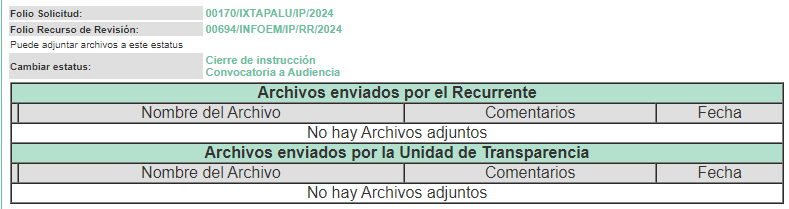 Folio Solicitud: 00170/IXTAPALU/IP/2024
Folio Recurso de Revisión: 00694/INFOEM/IP/RR/2024
Puede adjuntar archivos a este estatus
Cambiar estatus: Cierre de instrucción
Convocatoria a Audiencia
Archivos enviados por el Recurrente
Nombre del Archivo Comentarios Fecha
No hay Archivos adjuntos
Archivos enviados por la Unidad de Transparencia
Nombre del Archivo Comentarios Fecha
No hay Archivos adjuntos